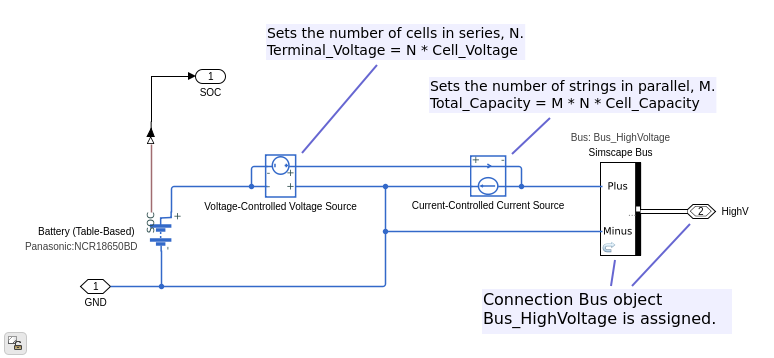 Sets the number of cells in series, N.
Terminal_Voltage = N * Cell_Voltage
1
SOC
Sets the number of strings in parallel, M.
Total_Capacity = M * N * Cell_Capacity
Bus: Bus_HighVoltage
Simscape Bus
+ -
- +
+
Plus
...
2
HighV
Voltage-Controlled Voltage Source
Current-Controlled Current Source
SOC
+
Battery (Table-Based)
Panasonic:NCR18650BD
-
Minus
1
GND
Connection Bus object
Bus_HighVoltage is assigned.